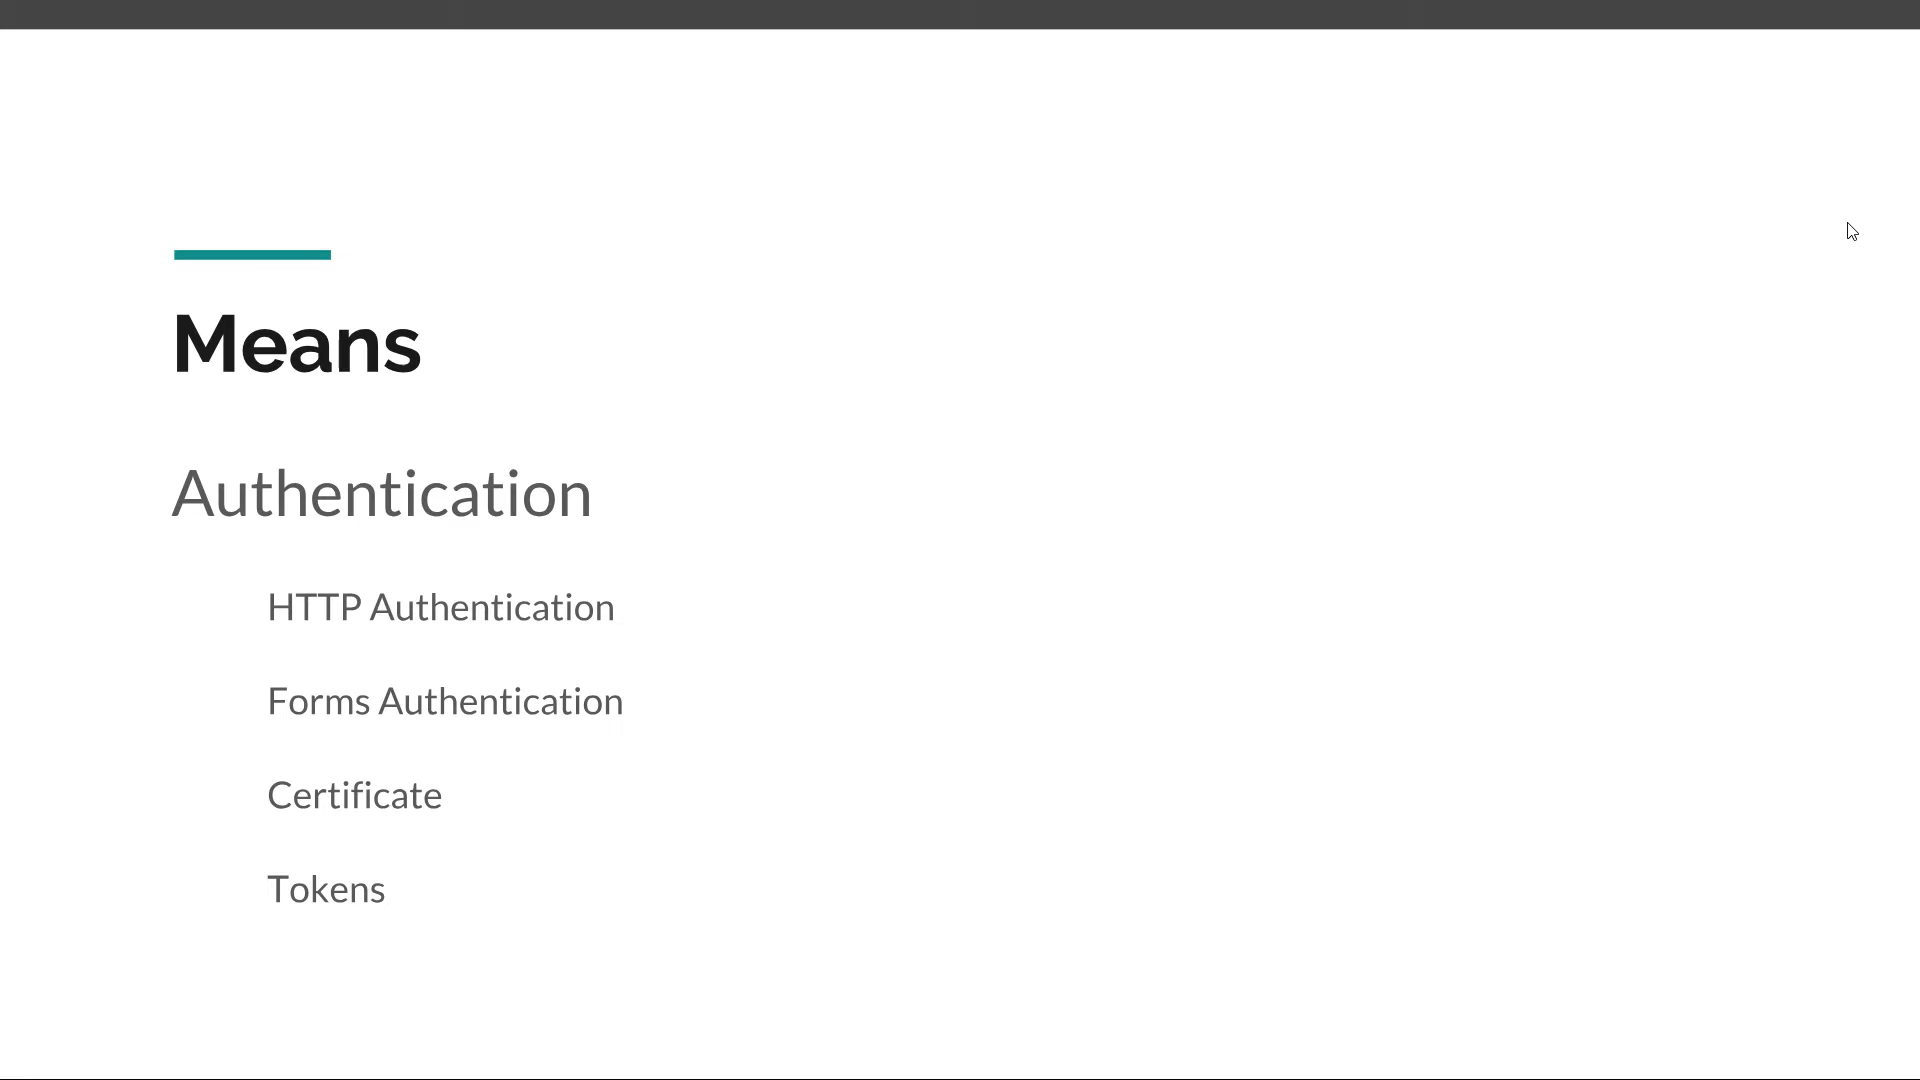 Means
Authentication
HTTP Authentication
Forms Authentication
Certificate
Tokens